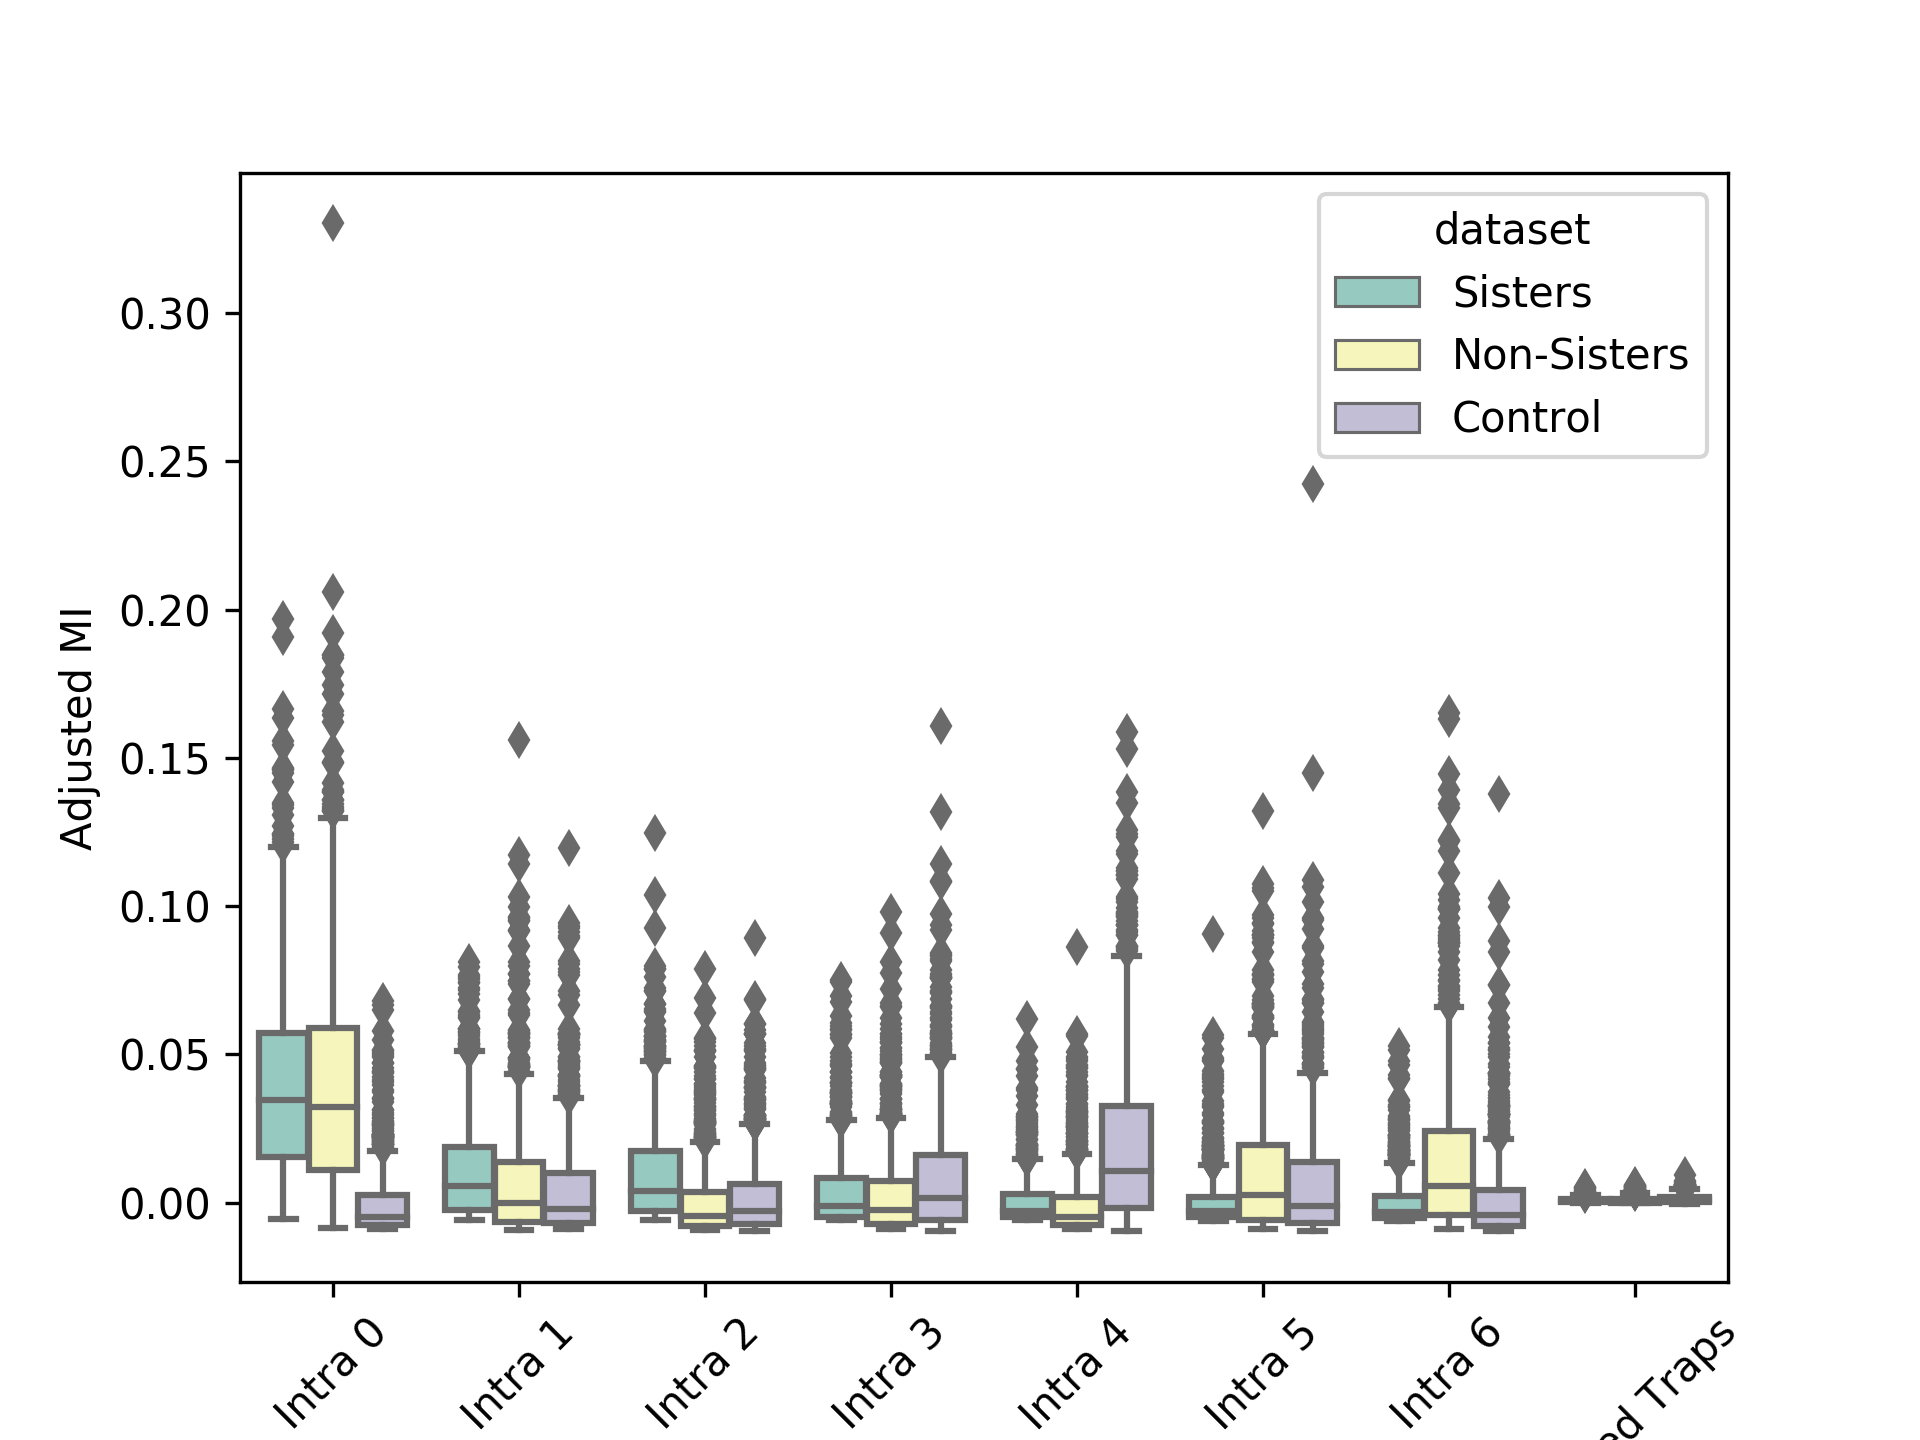 dataset
Sisters
Non-Sisters
Control
Adjusted MI
0.30
0.25
0.20
0.15
0.10
0.05
0.00
Intra 0
Intra 1
Intra 2
Intra 3
Intra 4
Intra 5
Intra 6
Traps